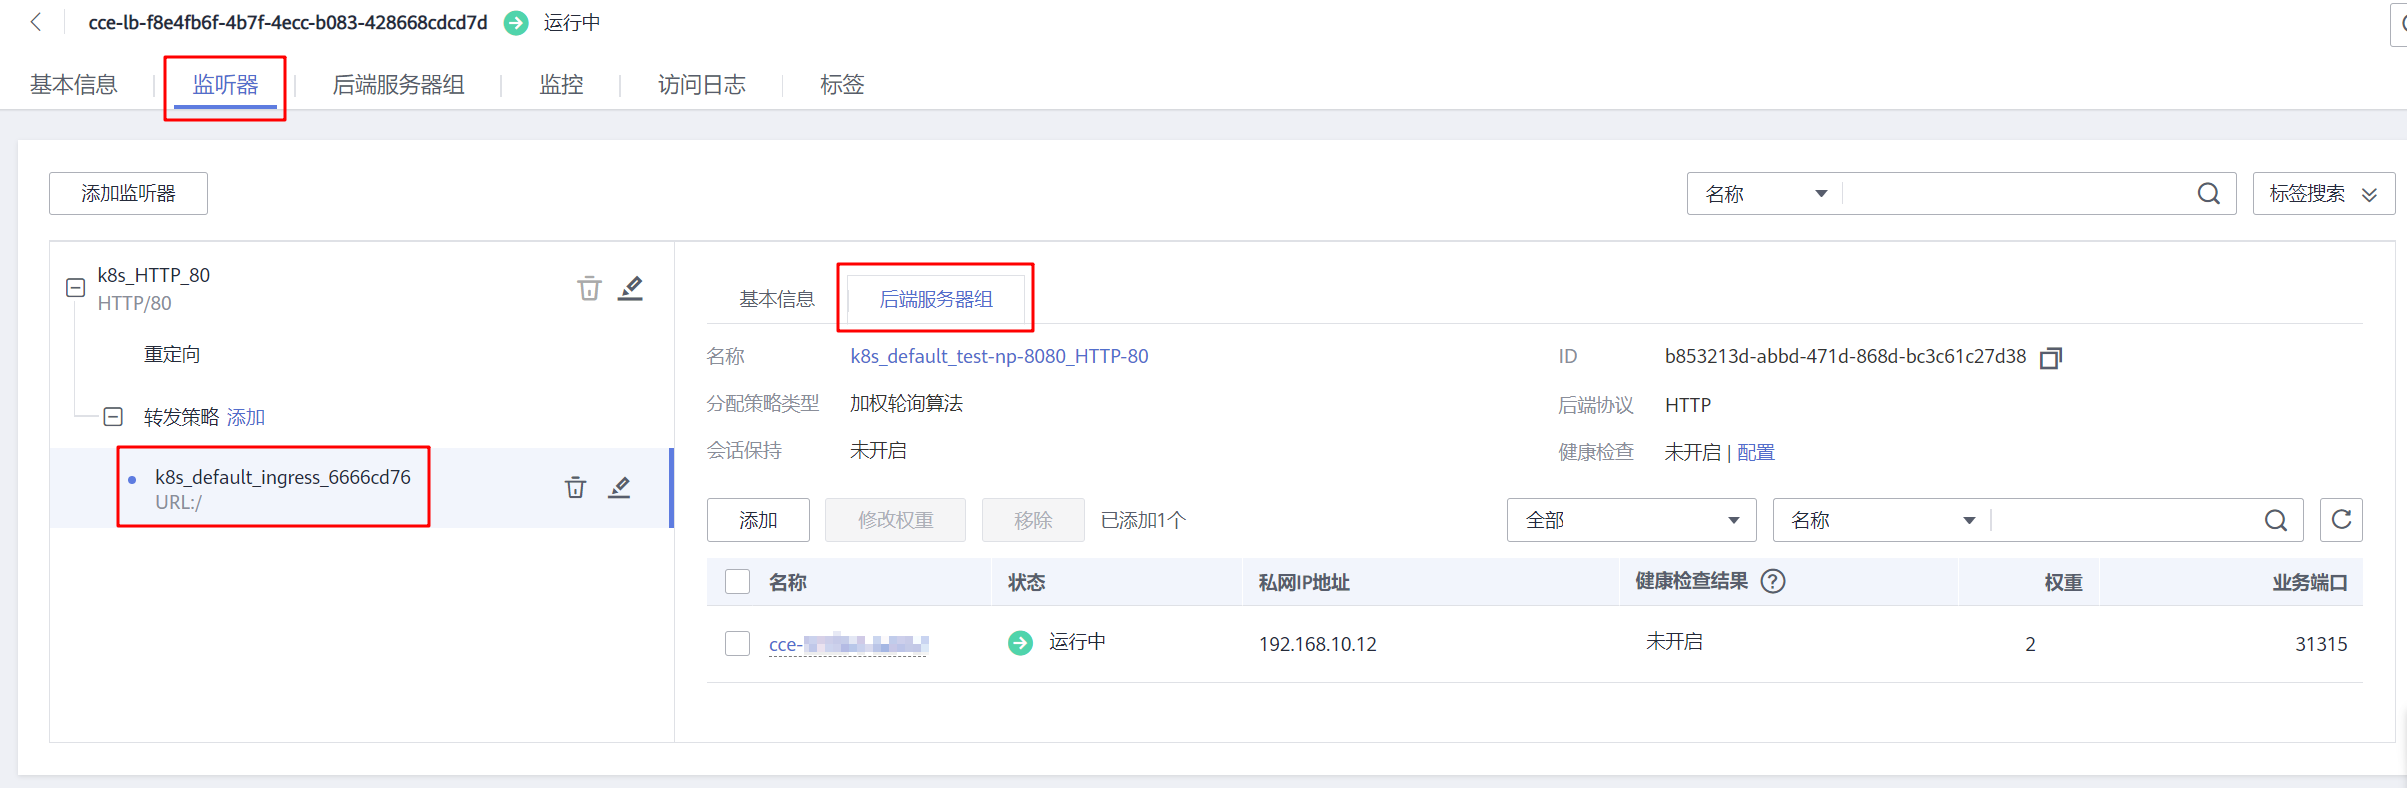 cce-lb-f8e4fb6f-4b7f-4ecc-b083-428668cdcd7d 运行中
基本信息 监听器 后端服务器组 监控 访问日志 标签
添加监听器 名称 标签搜索
k8s_HTTP_80
HTTP/80
重定向
转发策略 添加
k8s_default_ingress_6666cd76
URL:/
基本信息 后端服务器组
名称 k8s_default_test-np-8080_HTTP-80 ID b853213d-abbd-471d-868d-bc3c61c27d38
分配策略类型 加权轮询算法 后端协议 HTTP
会话保持 未开启 健康检查 未开启 | 配置
添加 修改权重 移除 已添加1个 全部 名称
名称 状态 私网IP地址 健康检查结果 ? 权重 业务端口
cce- 运行中 192.168.10.12 未开启 2 31315